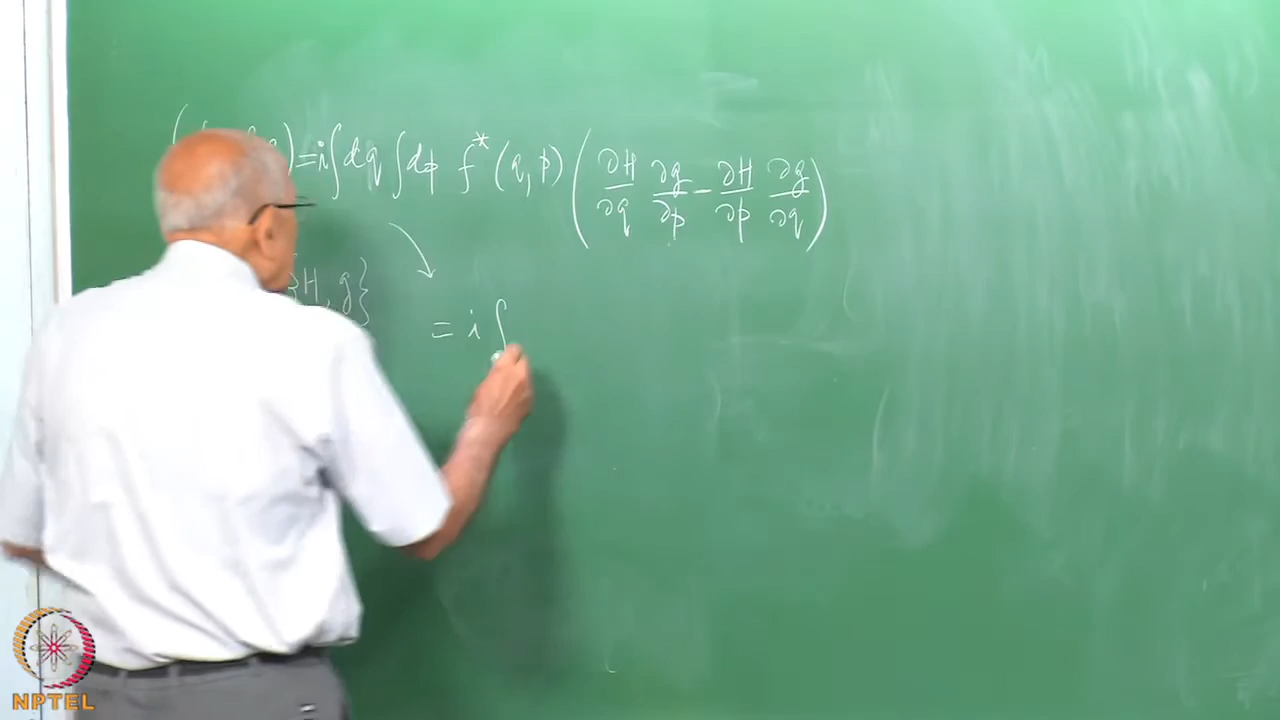 ) = i ∫ dq ∫ dp f* (q, p) ( ∂H/∂q ∂g/∂p − ∂H/∂p ∂g/∂q )
{H, g}
= i ∫
NPTEL